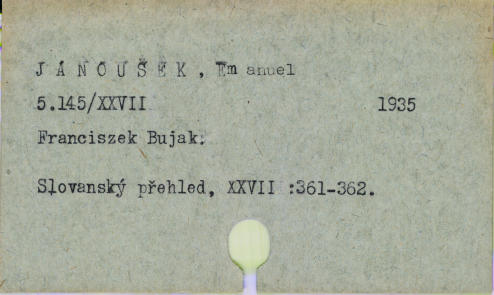 J A N O U Š E K , Em anuel
5.145/XXVII 1935
Franciszek Bujak.
Slovanský přehled, XXVII :361-362.